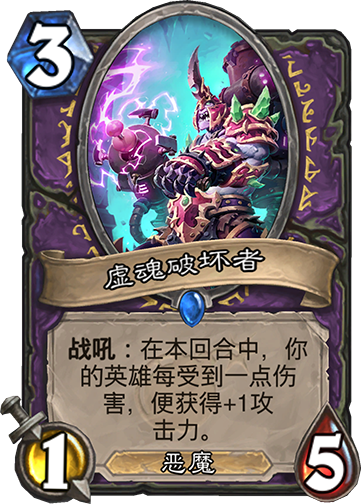 3
虚魂破坏者
战吼：在本回合中，你
的英雄每受到一点伤
害，便获得+1攻
击力。
1
恶魔
5